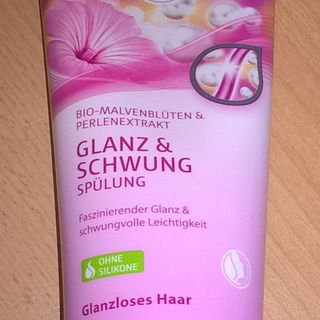 BIO-MALVENBLÜTEN &
PERLENEXTRAKT
GLANZ &
SCHWUNG
SPÜLUNG
Faszinierender Glanz &
schwungvolle Leichtigkeit
OHNE
SILIKONE
Glanzloses Haar